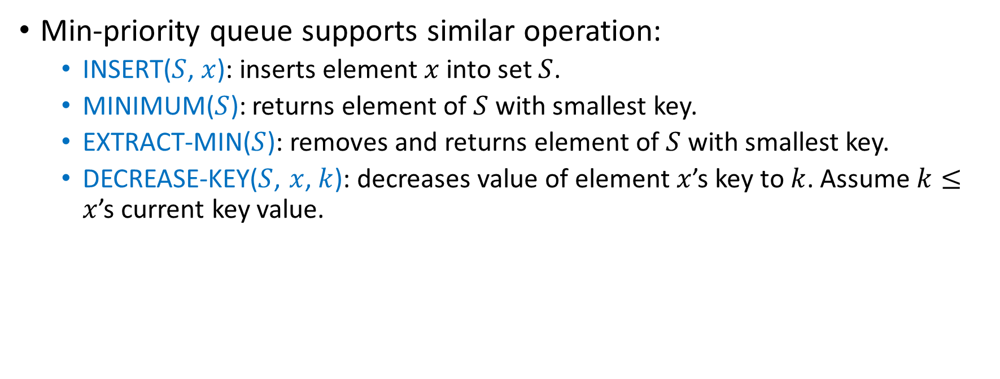 • Min-priority queue supports similar operation:
• INSERT(S, x): inserts element x into set S.
• MINIMUM(S): returns element of S with smallest key.
• EXTRACT-MIN(S): removes and returns element of S with smallest key.
• DECREASE-KEY(S, x, k): decreases value of element x’s key to k. Assume k ≤
x’s current key value.